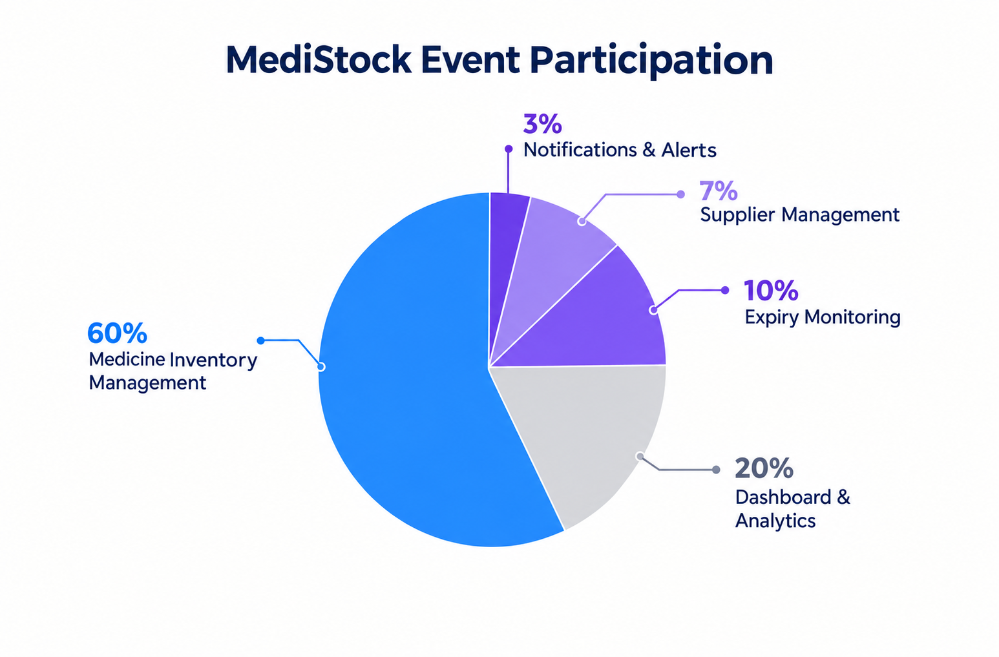 MediStock Event Participation
3%
Notifications & Alerts
7%
Supplier Management
10%
Expiry Monitoring
60%
Medicine Inventory
Management
20%
Dashboard &
Analytics